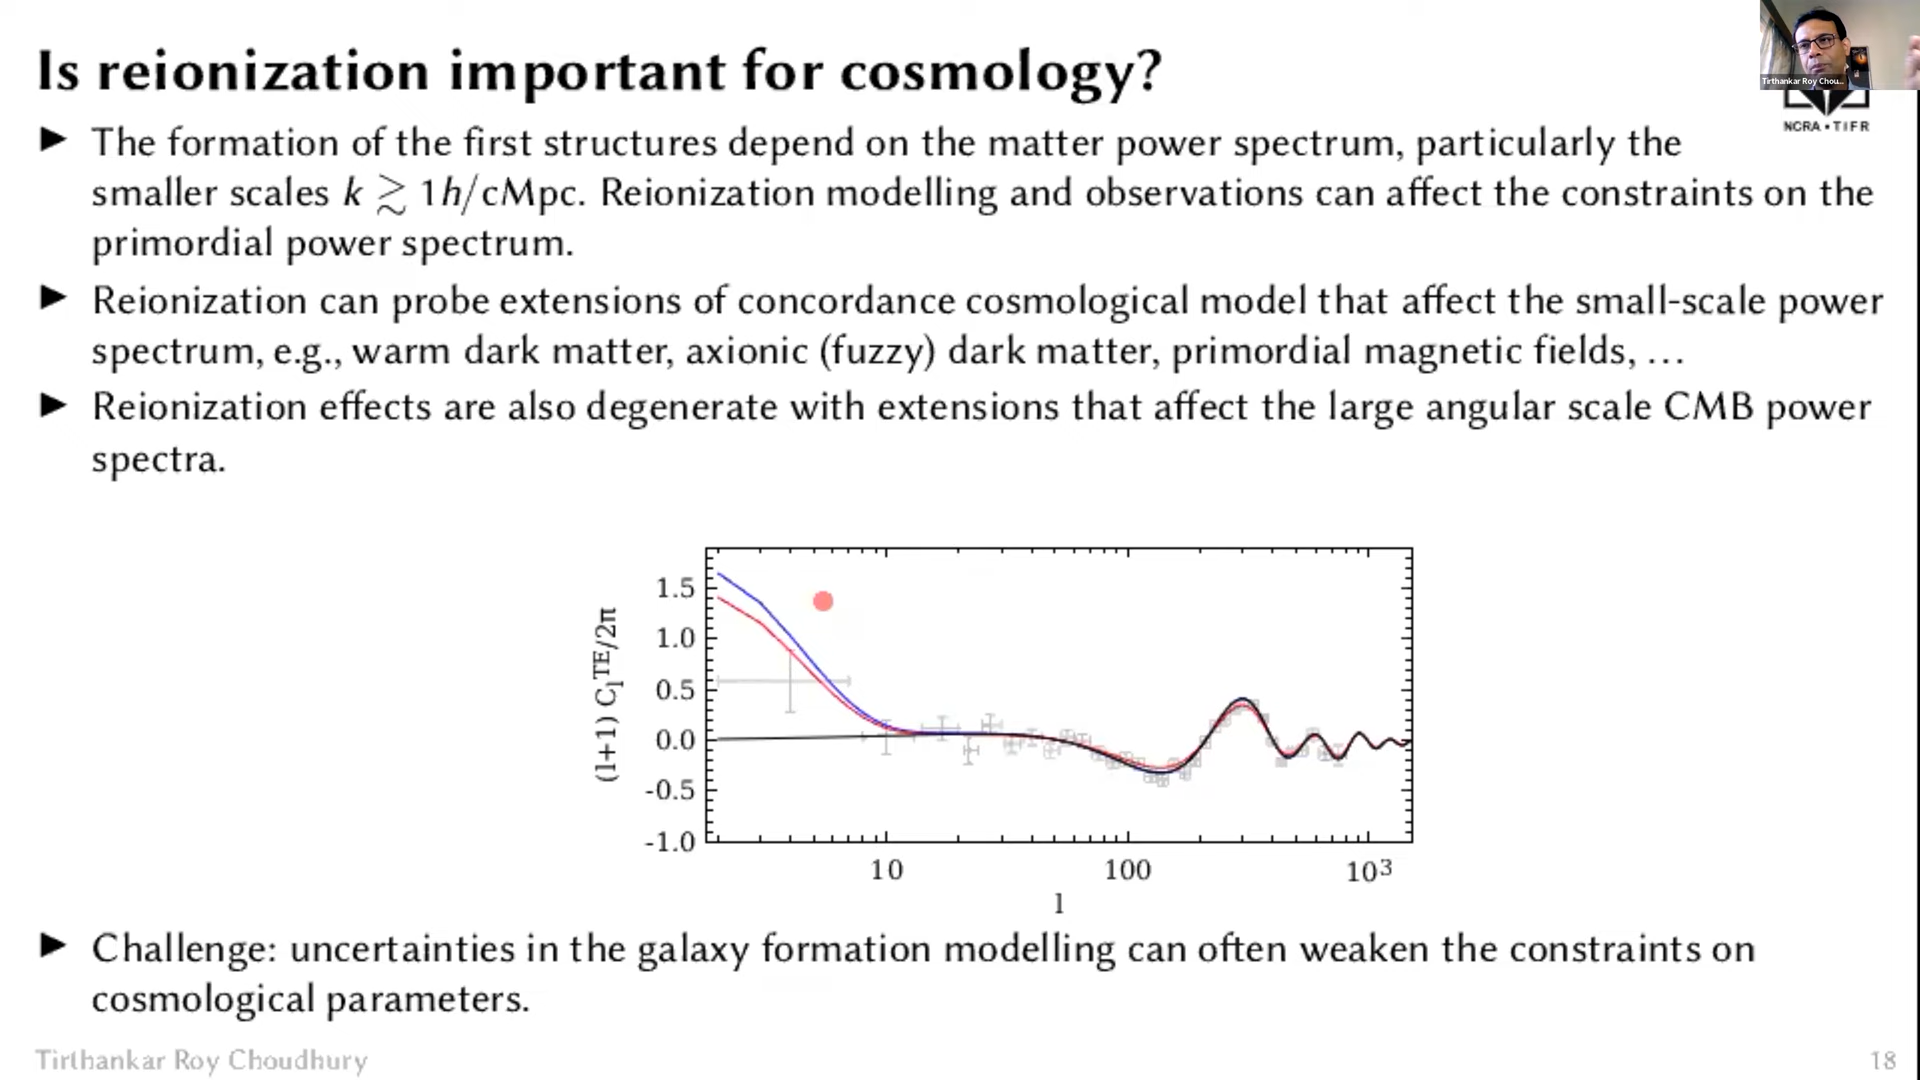 Is reionization important for cosmology?
Tirthankar Roy Chou...
NCRA • TIFR
▶ The formation of the first structures depend on the matter power spectrum, particularly the
smaller scales k ≳ 1h/cMpc. Reionization modelling and observations can affect the constraints on the
primordial power spectrum.
▶ Reionization can probe extensions of concordance cosmological model that affect the small-scale power
spectrum, e.g., warm dark matter, axionic (fuzzy) dark matter, primordial magnetic fields, …
▶ Reionization effects are also degenerate with extensions that affect the large angular scale CMB power
spectra.
(l+1) C_l^TE/2π
1.5
1.0
0.5
0.0
-0.5
-1.0
10 100 10³
l
▶ Challenge: uncertainties in the galaxy formation modelling can often weaken the constraints on
cosmological parameters.
Tirthankar Roy Choudhury 18